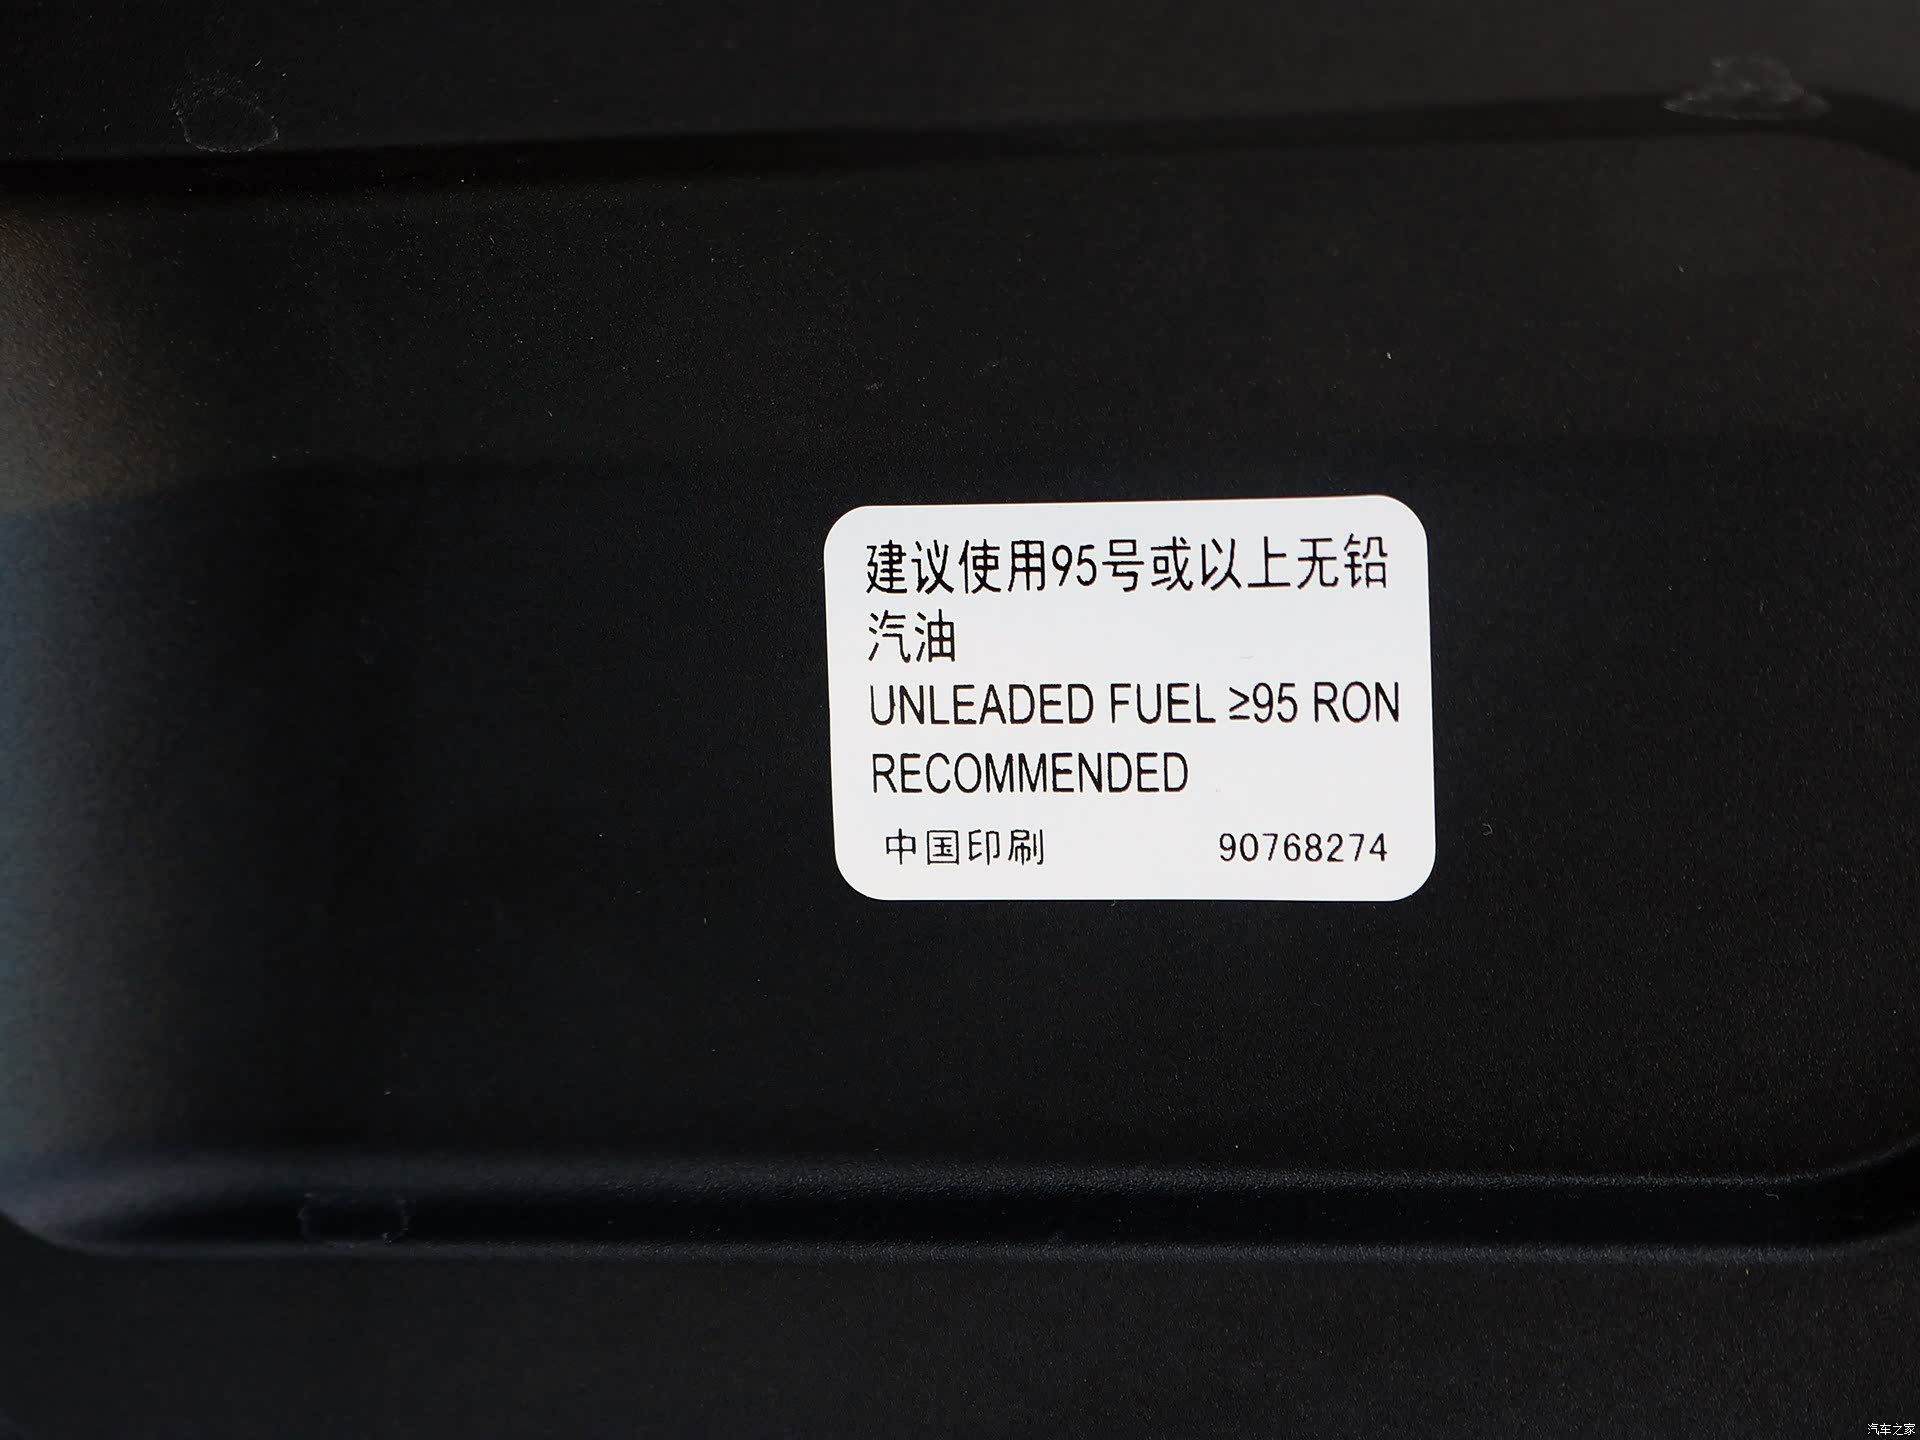 建议使用95号或以上无铅
汽油
UNLEADED FUEL ≥95 RON
RECOMMENDED
中国印刷 90768274
汽车之家